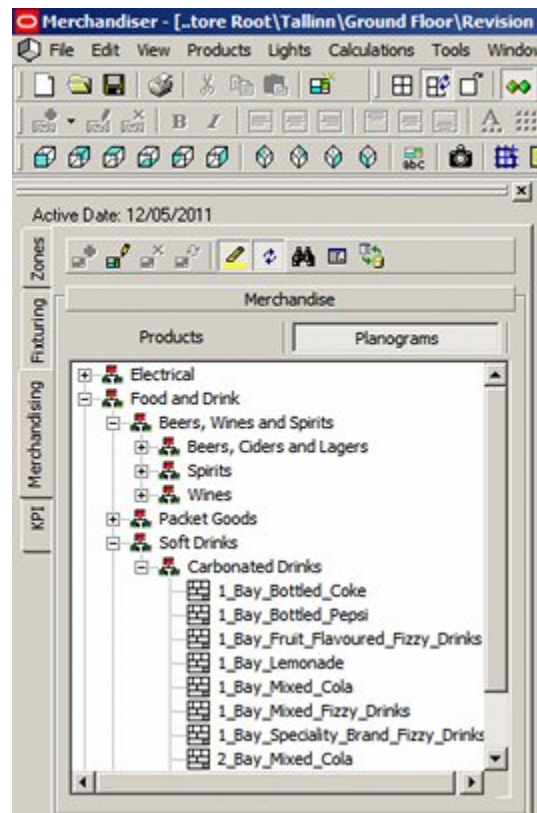 Merchandiser - [..tore Root\Tallinn\Ground Floor\Revision
File Edit View Products Lights Calculations Tools Window
B I A
abc
Active Date: 12/05/2011
Zones
Fixturing
Merchandising
KPI
Merchandise
Products Planograms
Electrical
Food and Drink
Beers, Wines and Spirits
Beers, Ciders and Lagers
Spirits
Wines
Packet Goods
Soft Drinks
Carbonated Drinks
1_Bay_Bottled_Coke
1_Bay_Bottled_Pepsi
1_Bay_Fruit_Flavoured_Fizzy_Drinks
1_Bay_Lemonade
1_Bay_Mixed_Cola
1_Bay_Mixed_Fizzy_Drinks
1_Bay_Speciality_Brand_Fizzy_Drinks
2_Bay_Mixed_Cola